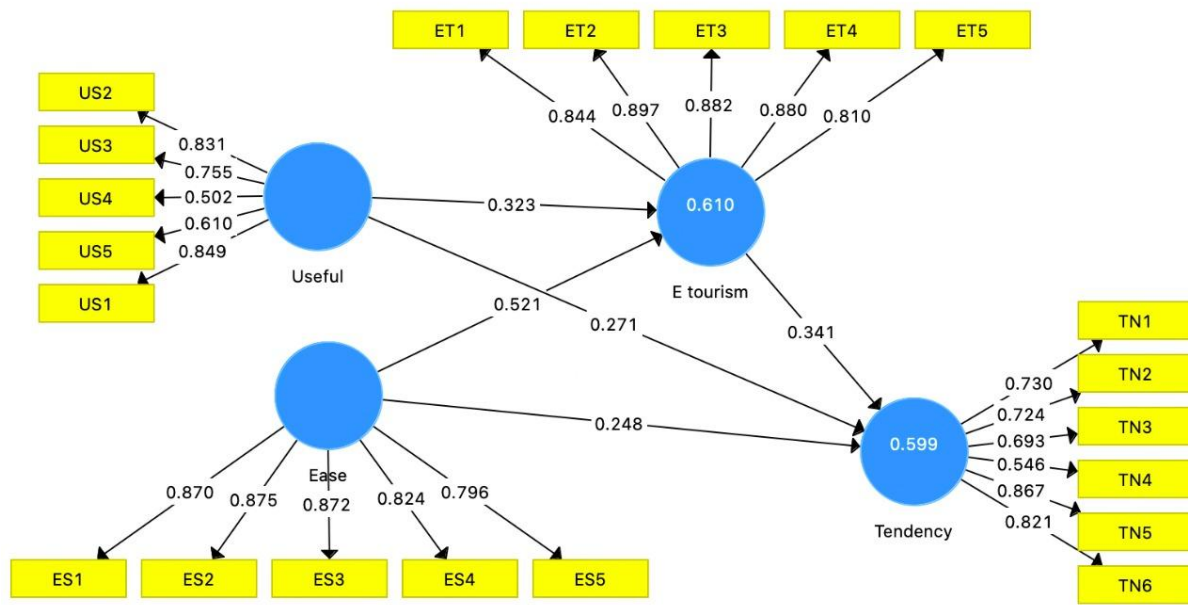 ET1
ET2
ET3
ET4
ET5
US2
US3
US4
US5
US1
0.831
0.755
0.502
0.610
0.849
0.844
0.897
0.882
0.880
0.810
Useful
0.323
0.610
E tourism
0.521
0.271
0.341
Ease
0.248
0.599
Tendency
0.730
0.724
0.693
0.546
0.867
0.821
TN1
TN2
TN3
TN4
TN5
TN6
0.870
0.875
0.872
0.824
0.796
ES1
ES2
ES3
ES4
ES5